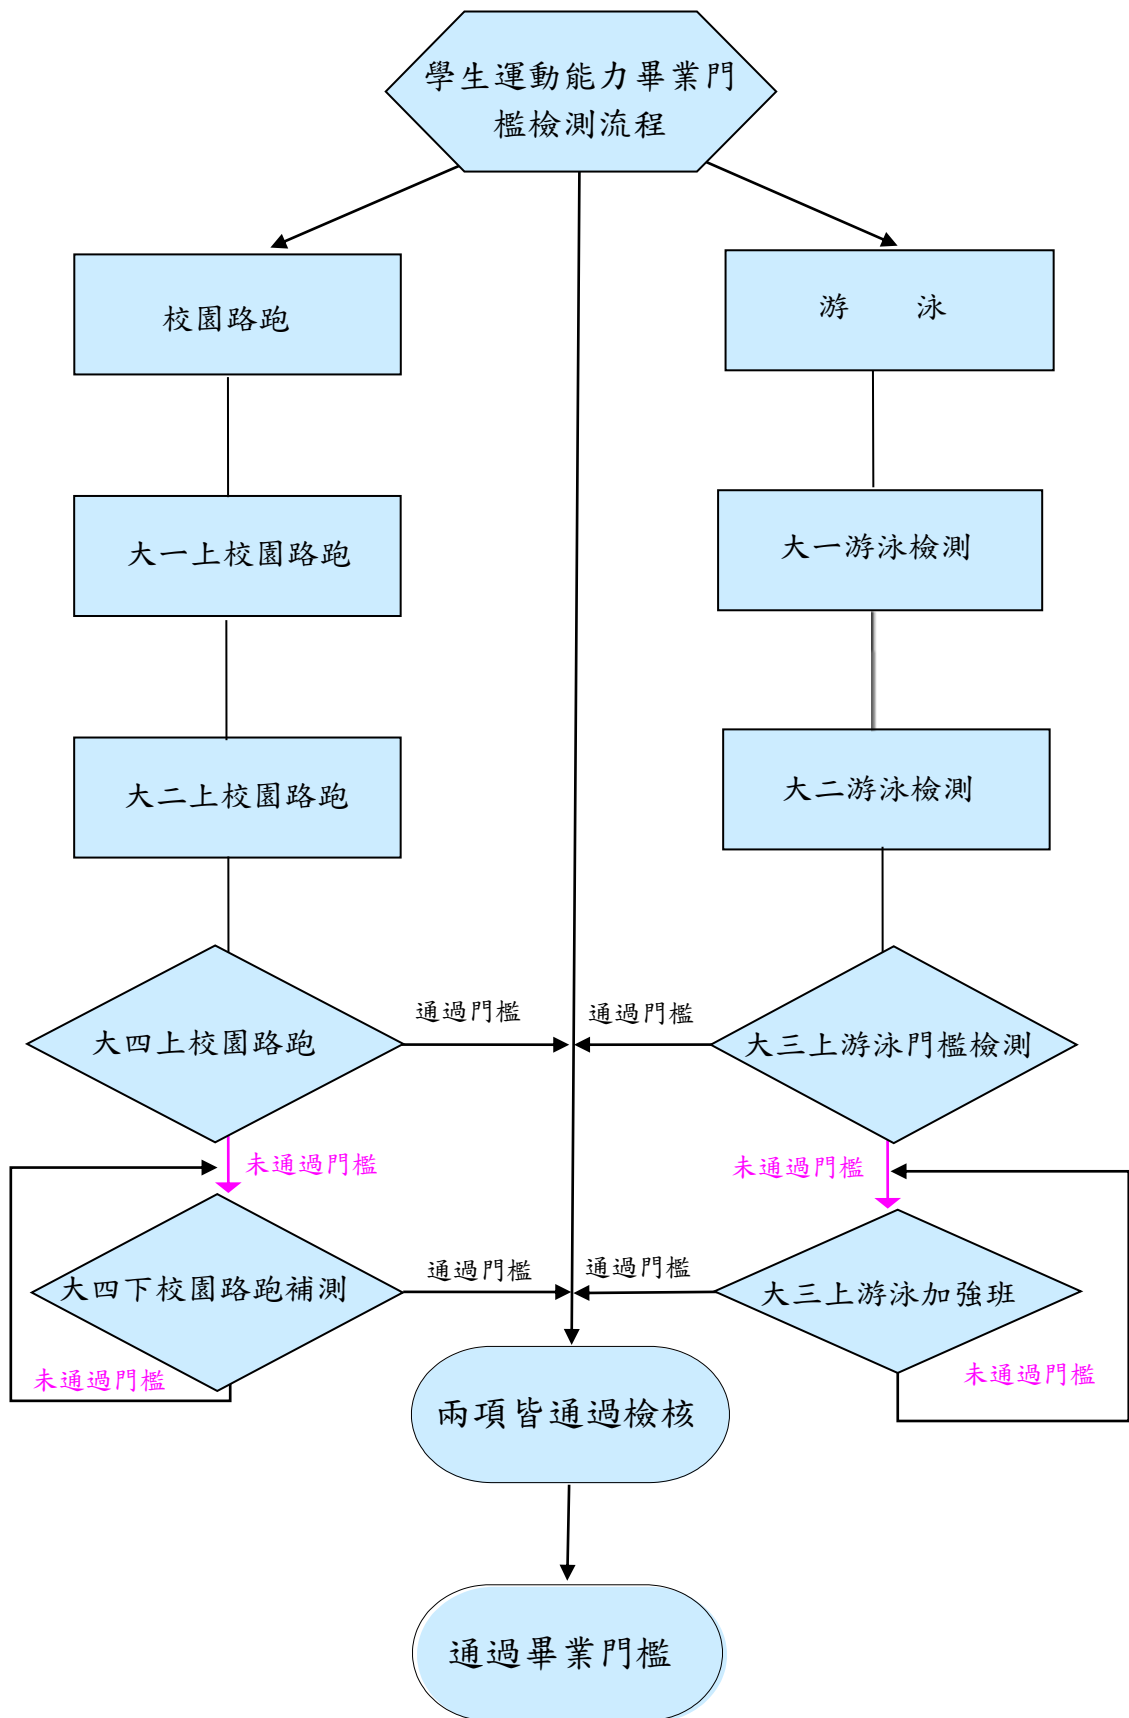 學生運動能力畢業門
檻檢測流程
校園路跑
游 泳
大一上校園路跑
大一游泳檢測
大二上校園路跑
大二游泳檢測
通過門檻
通過門檻
大四上校園路跑
大三上游泳門檻檢測
未通過門檻
未通過門檻
通過門檻
通過門檻
大四下校園路跑補測
大三上游泳加強班
未通過門檻
未通過門檻
兩項皆通過檢核
通過畢業門檻